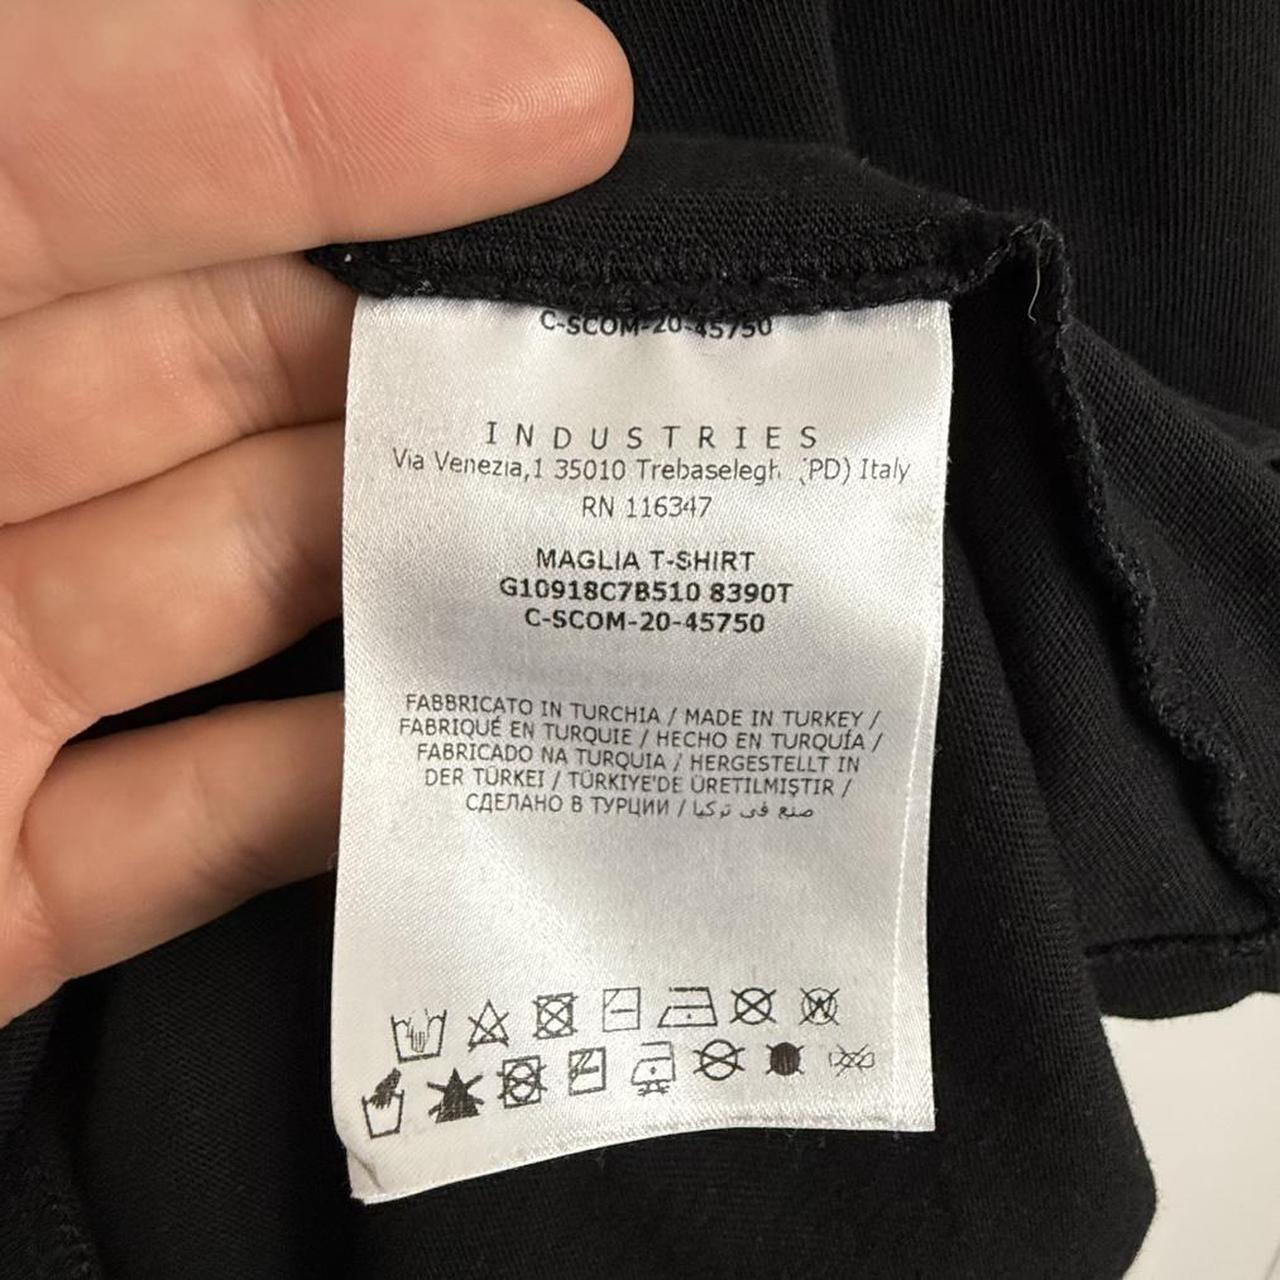 C-SCOM-20-45750
INDUSTRIES
Via Venezia,1 35010 (PD) Italy
RN 116347
MAGLIA T-SHIRT
G10918C7B510 8390T
C-SCOM-20-45750
FABBRICATO IN TURCHIA / MADE IN TURKEY /
FABRIQUÉ EN TURQUIE / HECHO EN TURQUÍA /
FABRICADO NA TURQUIA / HERGESTELLT IN
DER TÜRKEI / TÜRKIYE'DE ÜRETILMIŞTIR /
СДЕЛАНО В ТУРЦИИ / صنع في تركيا
W